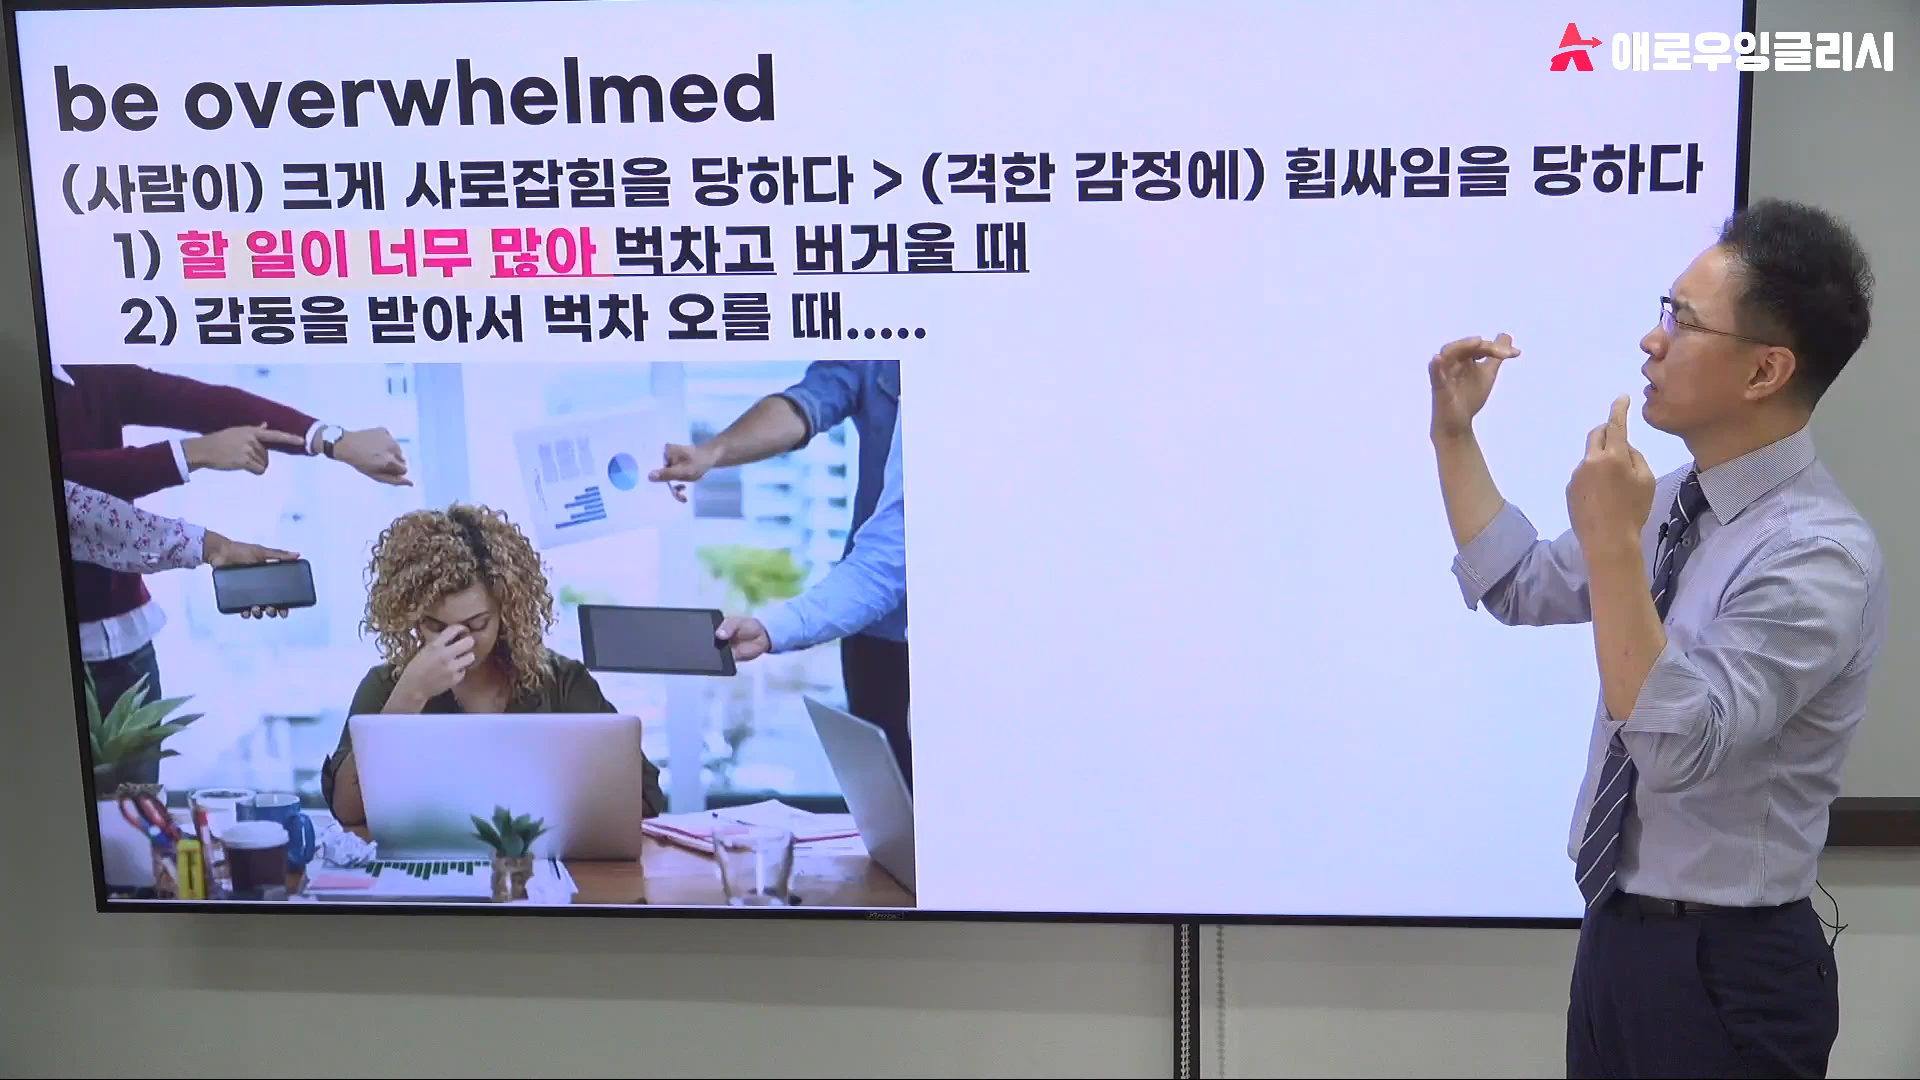 애로우잉글리시
be overwhelmed
(사람이) 크게 사로잡힘을 당하다 > (격한 감정에) 휩싸임을 당하다
1) 할 일이 너무 많아 벅차고 버거울 때
2) 감동을 받아서 벅차 오를 때.....